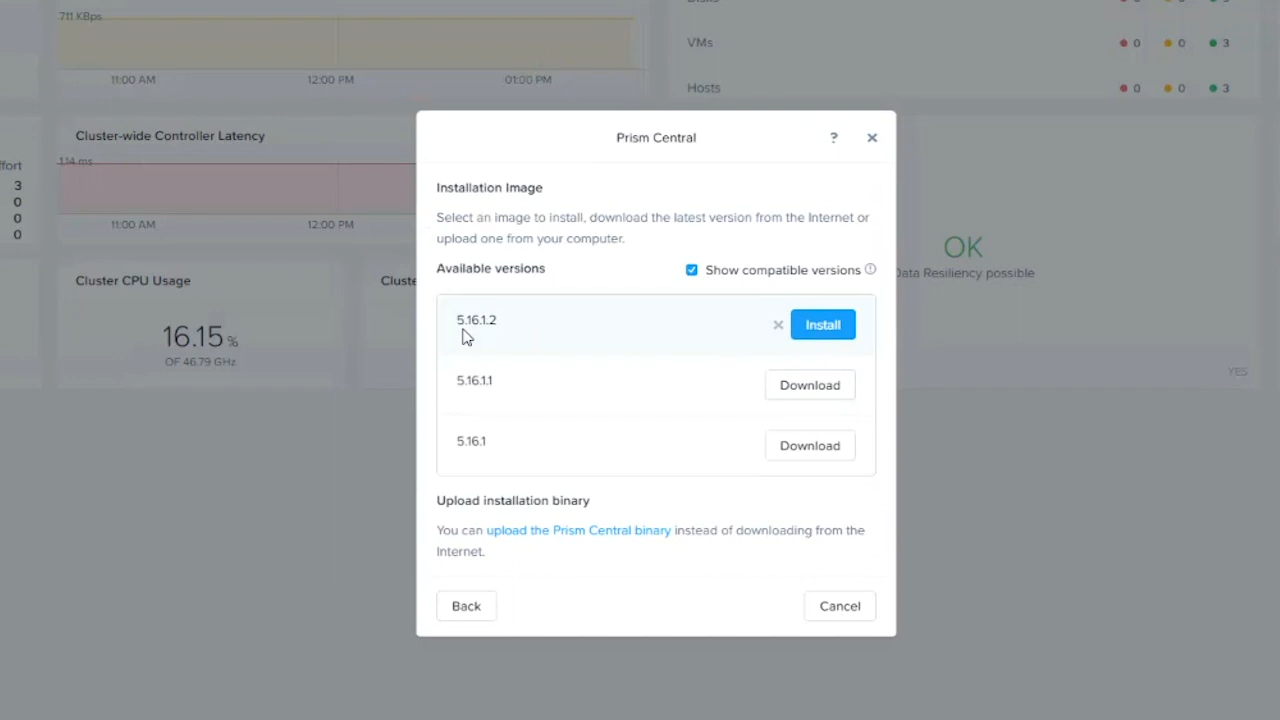 711 KBps
11:00 AM 12:00 PM 01:00 PM
Disks
VMs 0 0 3
Hosts 0 0 3
Cluster-wide Controller Latency
1.14 ms
11:00 AM 12:00 PM
3
0
0
0
Cluster CPU Usage
16.15 %
OF 46.79 GHz
OK
Data Resiliency possible
YES
Prism Central ?
Installation Image
Select an image to install, download the latest version from the Internet or
upload one from your computer.
Available versions Show compatible versions
5.16.1.2 Install
5.16.1.1 Download
5.16.1 Download
Upload installation binary
You can upload the Prism Central binary instead of downloading from the
Internet.
Back Cancel